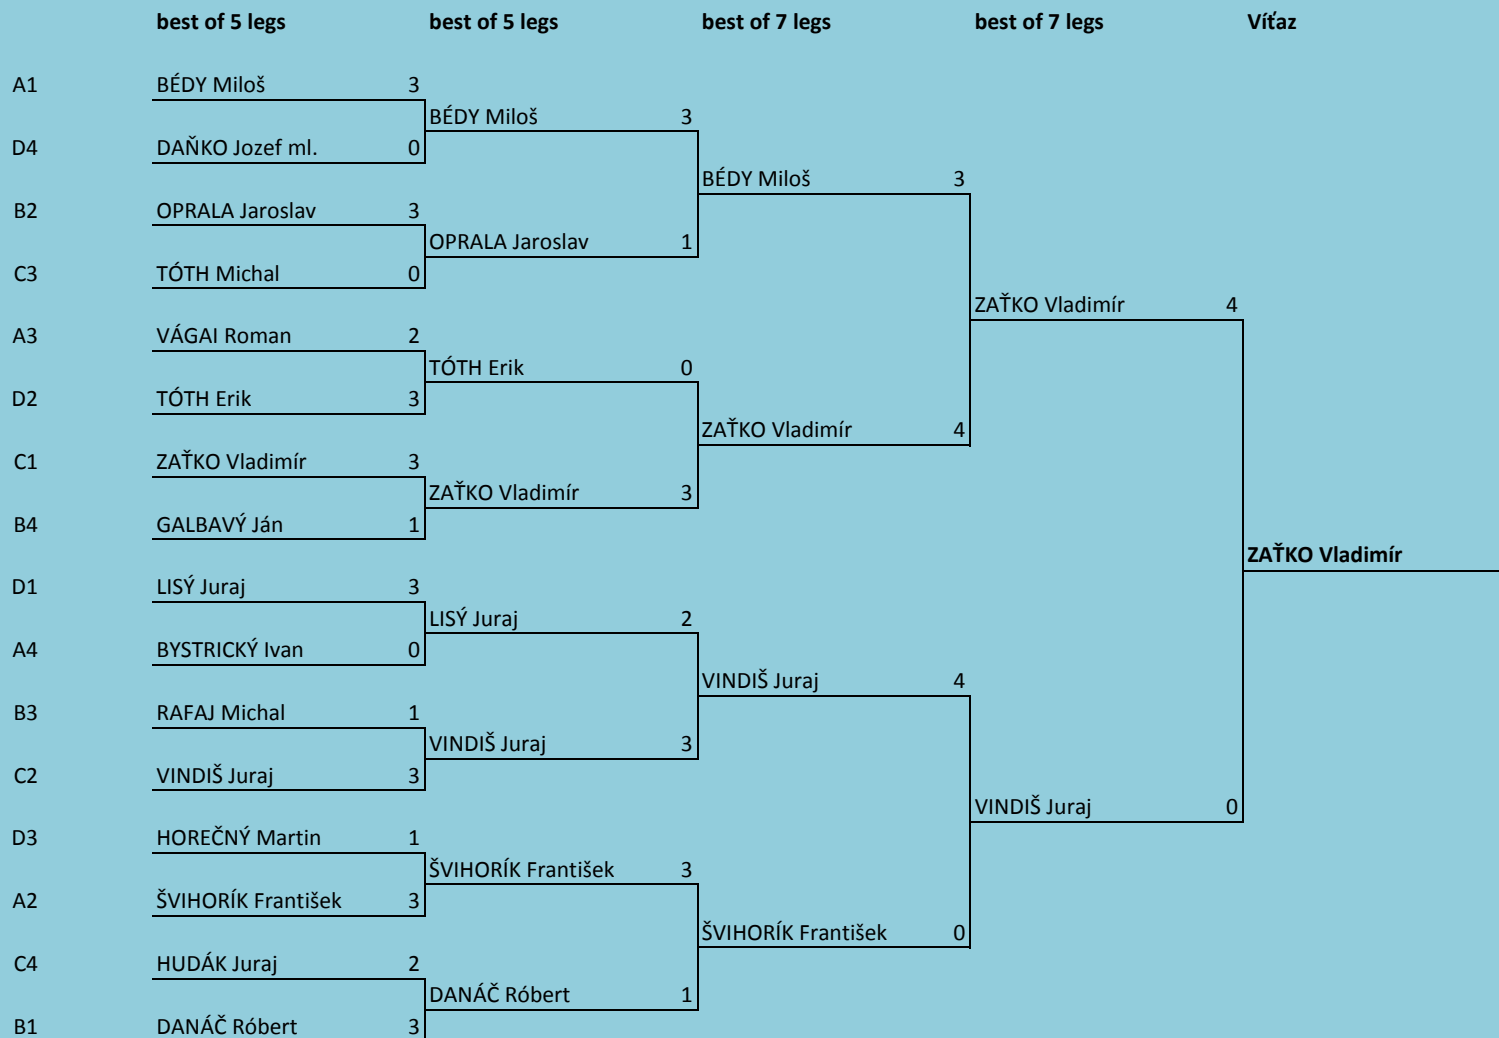 best of 5 legs best of 5 legs best of 7 legs best of 7 legs Víťaz
A1 BÉDY Miloš 3
BÉDY Miloš 3
D4 DAŇKO Jozef ml. 0
BÉDY Miloš 3
B2 OPRALA Jaroslav 3
OPRALA Jaroslav 1
C3 TÓTH Michal 0
ZAŤKO Vladimír 4
A3 VÁGAI Roman 2
TÓTH Erik 0
D2 TÓTH Erik 3
ZAŤKO Vladimír 4
C1 ZAŤKO Vladimír 3
ZAŤKO Vladimír 3
B4 GALBAVÝ Ján 1
ZAŤKO Vladimír
D1 LISÝ Juraj 3
LISÝ Juraj 2
A4 BYSTRICKÝ Ivan 0
VINDIŠ Juraj 4
B3 RAFAJ Michal 1
VINDIŠ Juraj 3
C2 VINDIŠ Juraj 3
VINDIŠ Juraj 0
D3 HOREČNÝ Martin 1
ŠVIHORÍK František 3
A2 ŠVIHORÍK František 3
ŠVIHORÍK František 0
C4 HUDÁK Juraj 2
DANÁČ Róbert 1
B1 DANÁČ Róbert 3